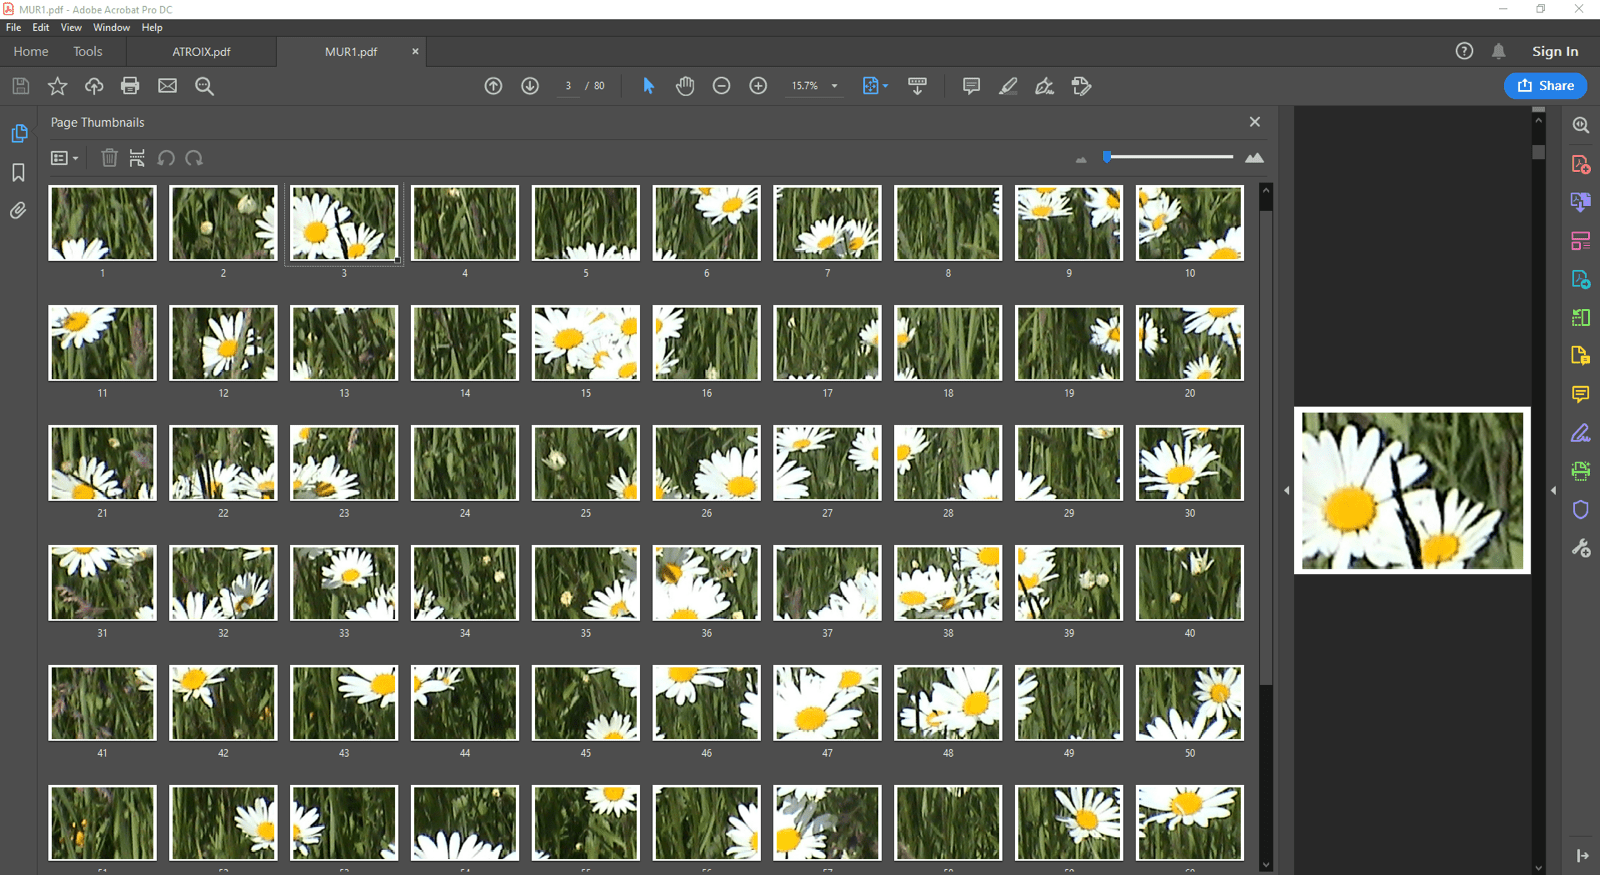 MUR1.pdf - Adobe Acrobat Pro DC
File Edit View Window Help
Home Tools ATROIX.pdf MUR1.pdf × Sign In
3 / 80 15.7% Share
Page Thumbnails
1 2 3 4 5 6 7 8 9 10
11 12 13 14 15 16 17 18 19 20
21 22 23 24 25 26 27 28 29 30
31 32 33 34 35 36 37 38 39 40
41 42 43 44 45 46 47 48 49 50